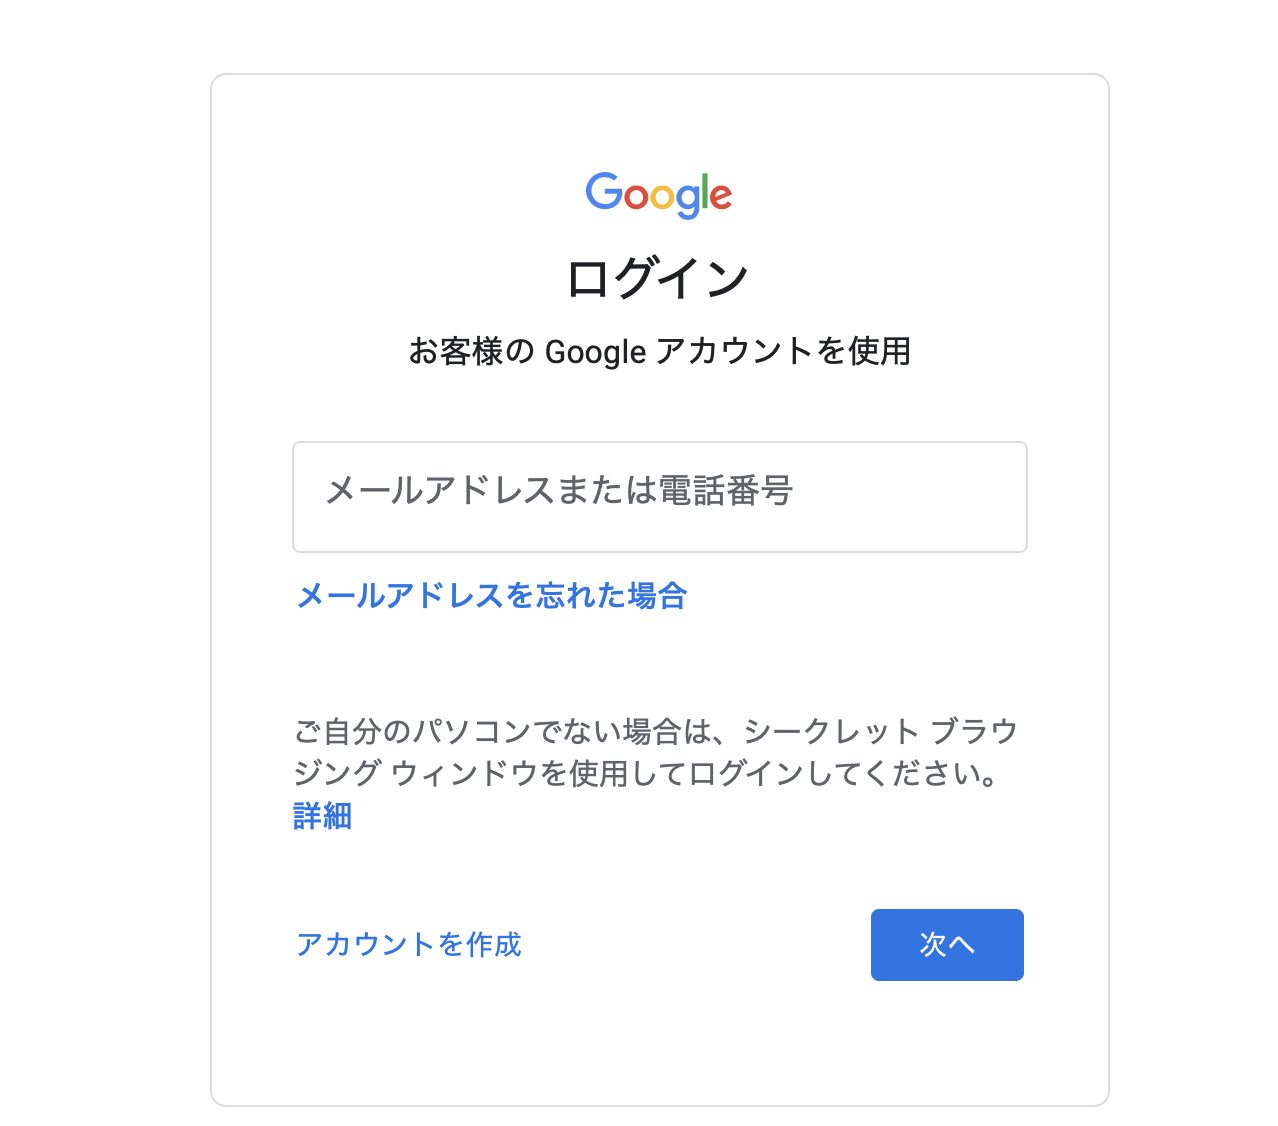 Google
ログイン
お客様の Google アカウントを使用
メールアドレスまたは電話番号
メールアドレスを忘れた場合
ご自分のパソコンでない場合は、シークレット ブラウ
ジング ウィンドウを使用してログインしてください。
詳細
アカウントを作成
次へ